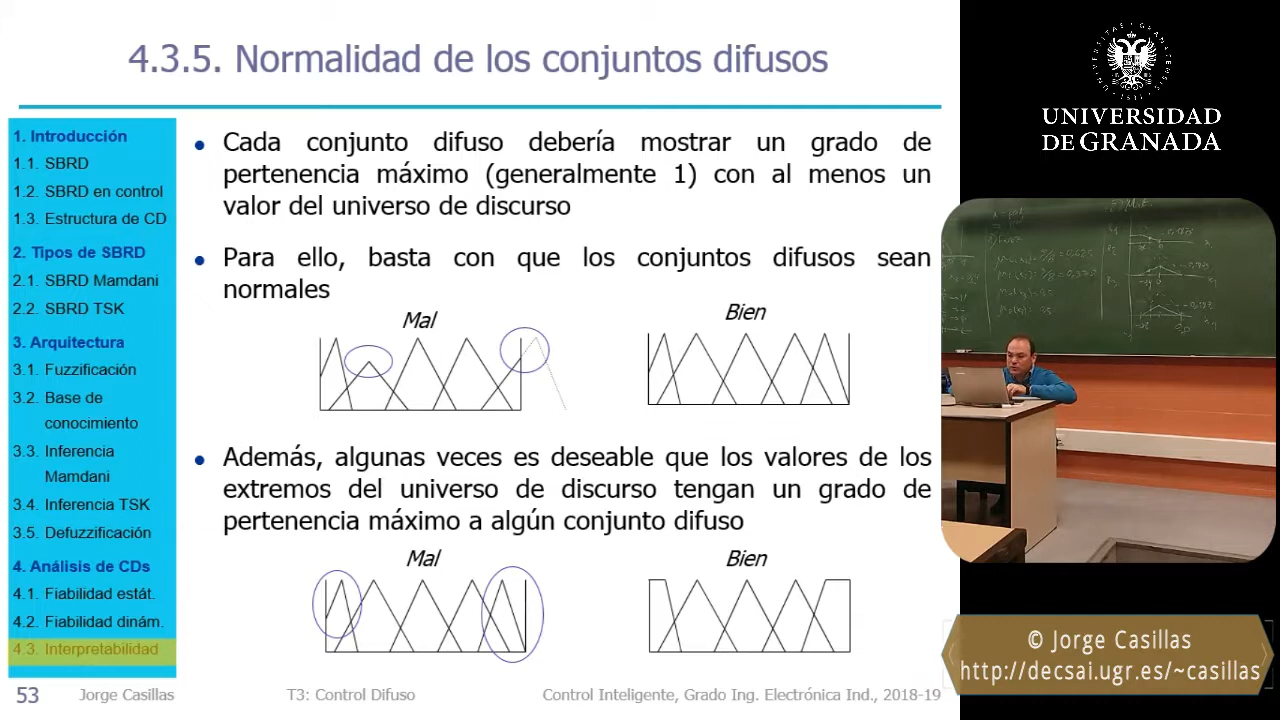 4.3.5. Normalidad de los conjuntos difusos
1. Introducción
1.1. SBRD
1.2. SBRD en control
1.3. Estructura de CD
2. Tipos de SBRD
2.1. SBRD Mamdani
2.2. SBRD TSK
3. Arquitectura
3.1. Fuzzificación
3.2. Base de
conocimiento
3.3. Inferencia
Mamdani
3.4. Inferencia TSK
3.5. Defuzzificación
4. Análisis de CDs
4.1. Fiabilidad estát.
4.2. Fiabilidad dinám.
4.3. Interpretabilidad
• Cada conjunto difuso debería mostrar un grado de
pertenencia máximo (generalmente 1) con al menos un
valor del universo de discurso
• Para ello, basta con que los conjuntos difusos sean
normales
Mal
Bien
• Además, algunas veces es deseable que los valores de los
extremos del universo de discurso tengan un grado de
pertenencia máximo a algún conjunto difuso
Mal
Bien
53
Jorge Casillas
T3: Control Difuso
Control Inteligente, Grado Ing. Electrónica Ind., 2018-19
UNIVERSIDAD
DE GRANADA
© Jorge Casillas
http://decsai.ugr.es/~casillas